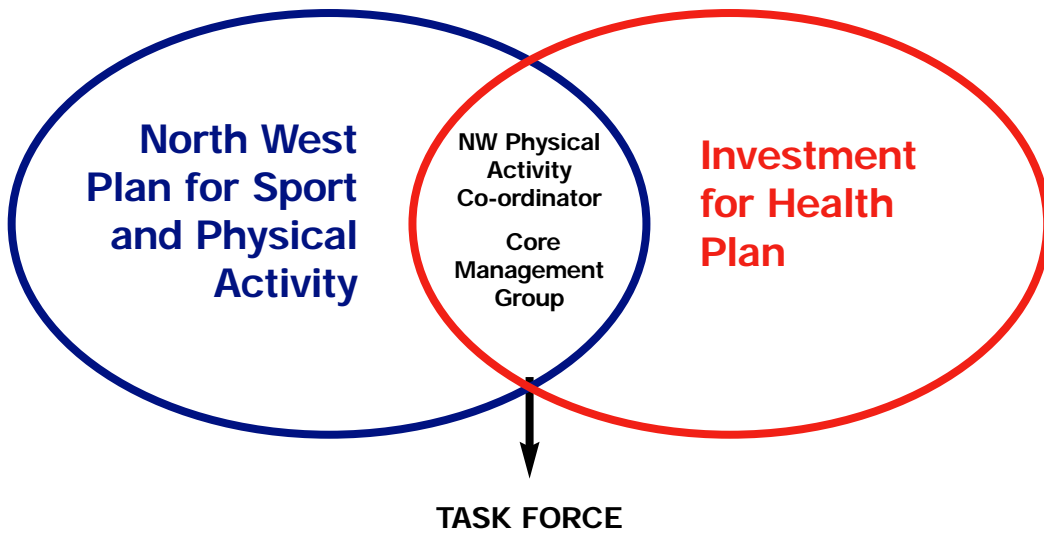 North West
Plan for Sport
and Physical
Activity
NW Physical
Activity
Co-ordinator
Core
Management
Group
Investment
for Health
Plan
TASK FORCE